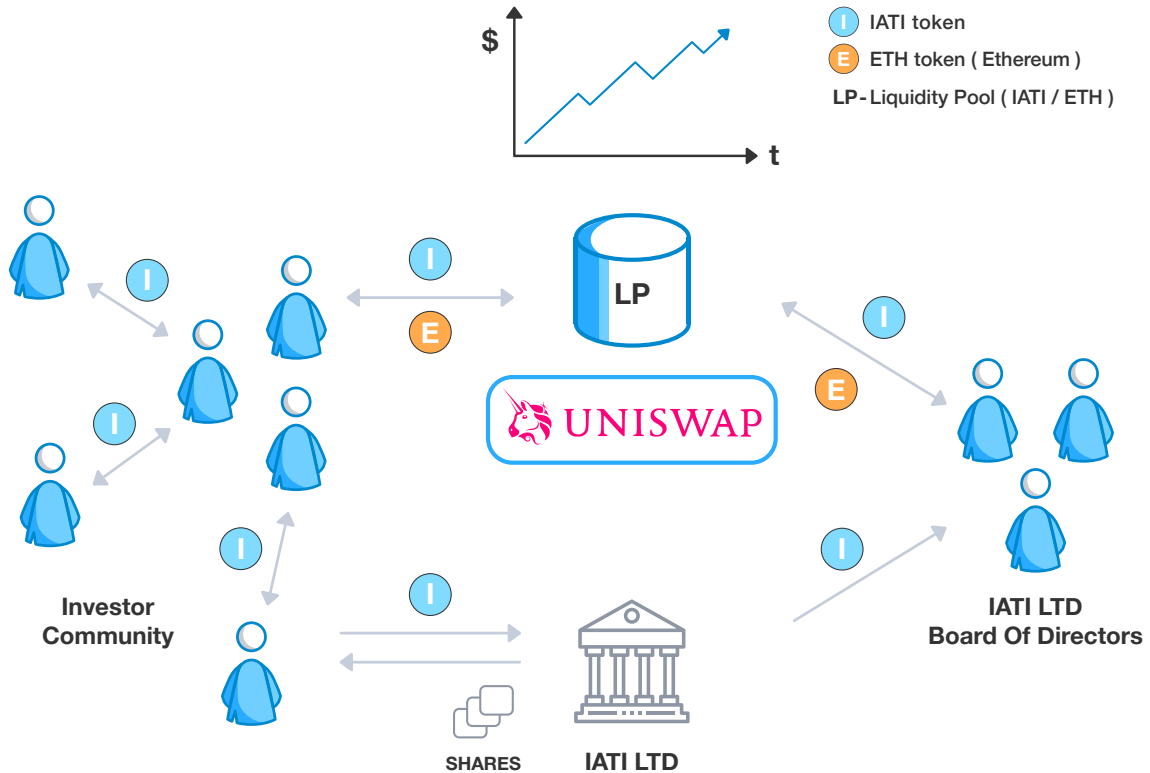 $
t
I IATI token
E ETH token ( Ethereum )
LP - Liquidity Pool ( IATI / ETH )
I
I
E
LP
I
E
UNISWAP
I
I
I
I
Investor
Community
IATI LTD
Board Of Directors
SHARES
IATI LTD